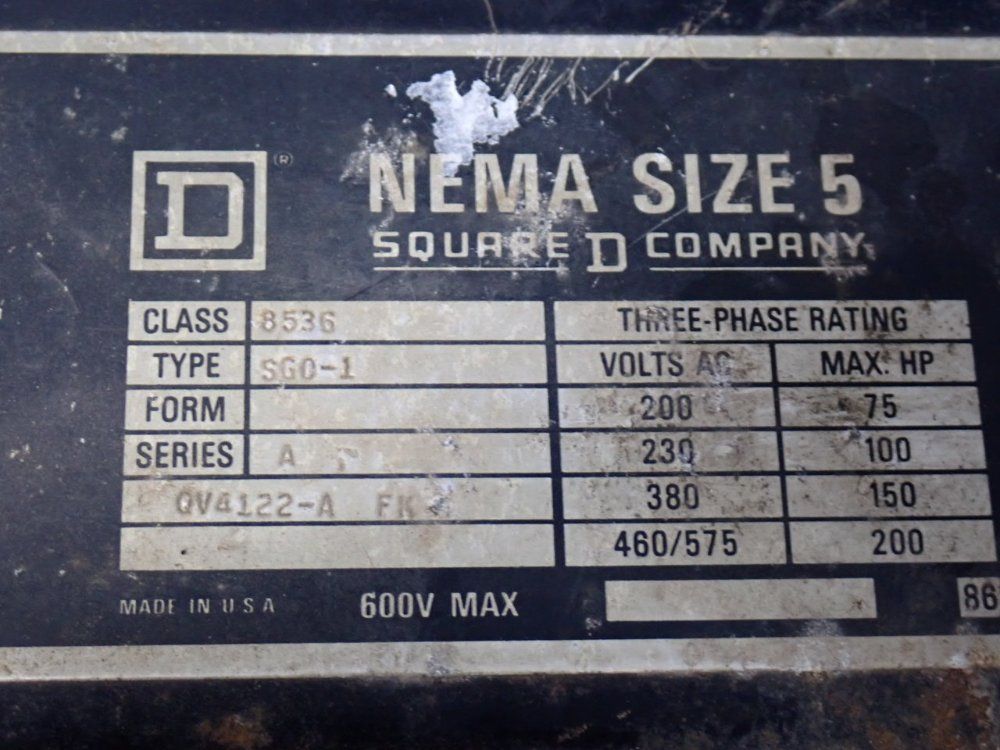 D ®
NEMA SIZE 5
SQUARE D COMPANY
CLASS 8536
TYPE SGO-1
FORM
SERIES A
QV4122-A FK
THREE-PHASE RATING
VOLTS AC MAX. HP
200 75
230 100
380 150
460/575 200
MADE IN U S A 600V MAX 86